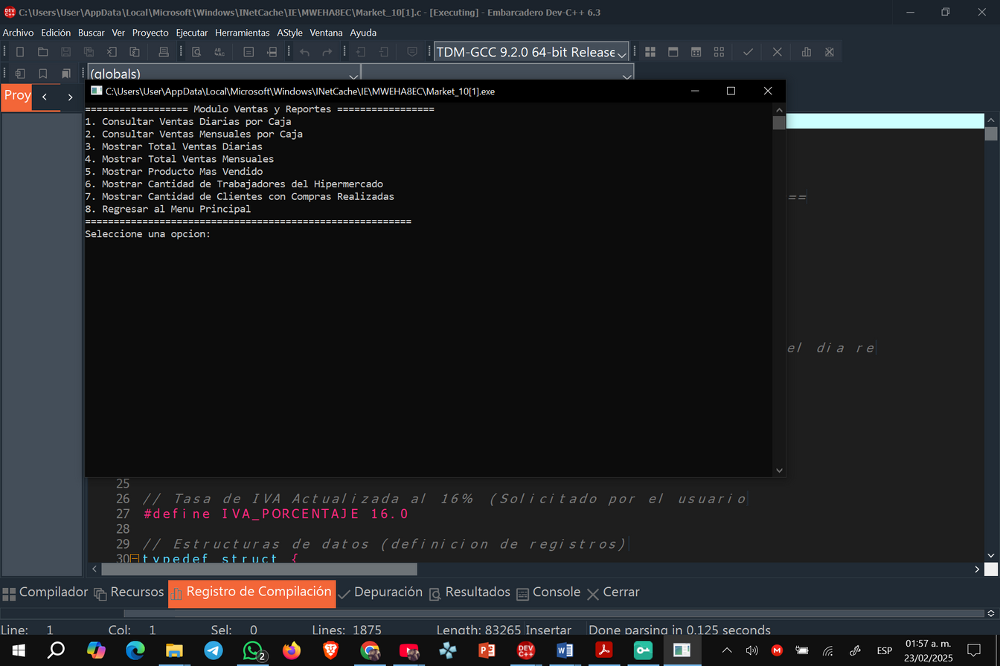 C:\Users\User\AppData\Local\Microsoft\Windows\INetCache\IE\MWEHA8EC\Market_10[1].c - [Executing] - Embarcadero Dev-C++ 6.3
Archivo Edición Buscar Ver Proyecto Ejecutar Herramientas AStyle Ventana Ayuda
TDM-GCC 9.2.0 64-bit Release
(globals)
Proy
C:\Users\User\AppData\Local\Microsoft\Windows\INetCache\IE\MWEHA8EC\Market_10[1].exe
================== Modulo Ventas y Reportes =================
1. Consultar Ventas Diarias por Caja
2. Consultar Ventas Mensuales por Caja
3. Mostrar Total Ventas Diarias
4. Mostrar Total Ventas Mensuales
5. Mostrar Producto Mas Vendido
6. Mostrar Cantidad de Trabajadores del Hipermercado
7. Mostrar Cantidad de Clientes con Compras Realizadas
8. Regresar al Menu Principal
=========================================================
Seleccione una opcion:
==
el dia re
25
26 // Tasa de IVA Actualizada al 16% (Solicitado por el usuario
27 #define IVA_PORCENTAJE 16.0
28
29 // Estructuras de datos (definicion de registros)
30 typedef struct {
Compilador Recursos Registro de Compilación Depuración Resultados Console Cerrar
Line: 1 Col: 1 Sel: 0 Lines: 1875 Length: 83265 Insertar Done parsing in 0.125 seconds
2
DEV C++
ESP
01:57 a. m.
23/02/2025